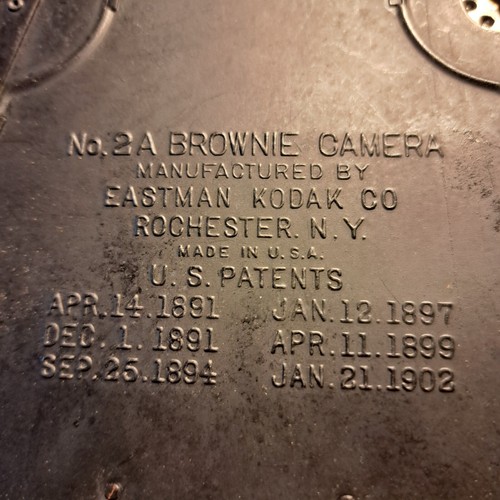 No. 2A BROWNIE CAMERA
MANUFACTURED BY
EASTMAN KODAK CO
ROCHESTER. N.Y.
MADE IN U.S.A.
U.S. PATENTS
APR.14.1891 JAN.12.1897
DEC.1.1891 APR.11.1899
SEP.25.1894 JAN.21.1902